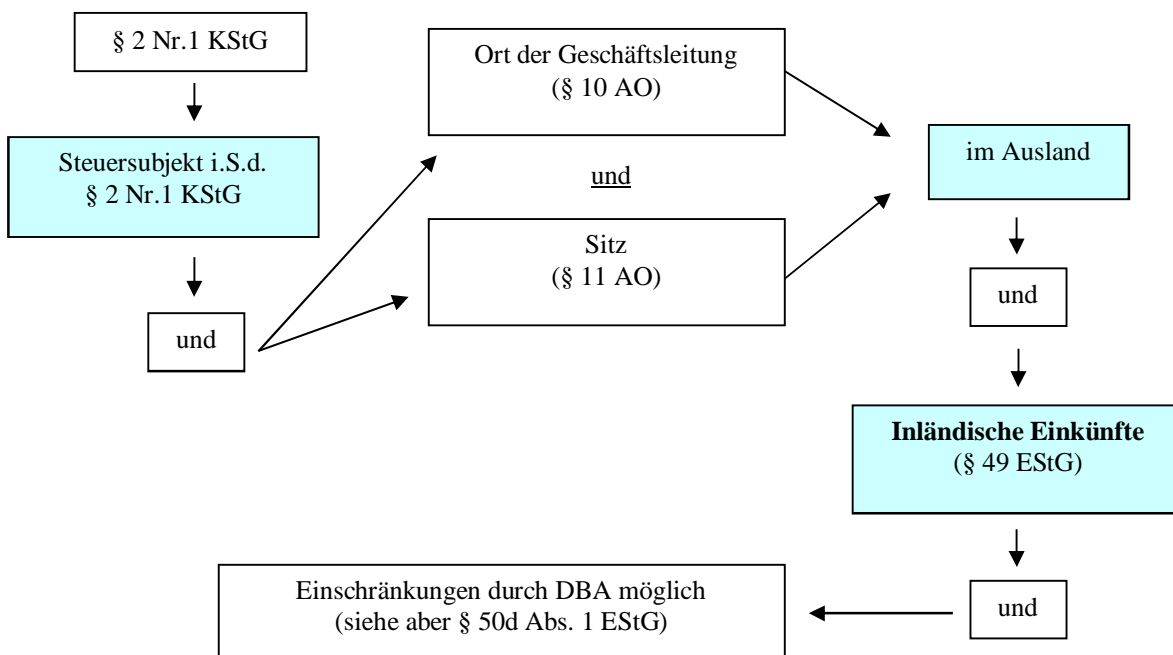 § 2 Nr.1 KStG
Steuersubjekt i.S.d.
§ 2 Nr.1 KStG
und
Ort der Geschäftsleitung
(§ 10 AO)
und
Sitz
(§ 11 AO)
im Ausland
und
Inländische Einkünfte
(§ 49 EStG)
und
Einschränkungen durch DBA möglich
(siehe aber § 50d Abs. 1 EStG)